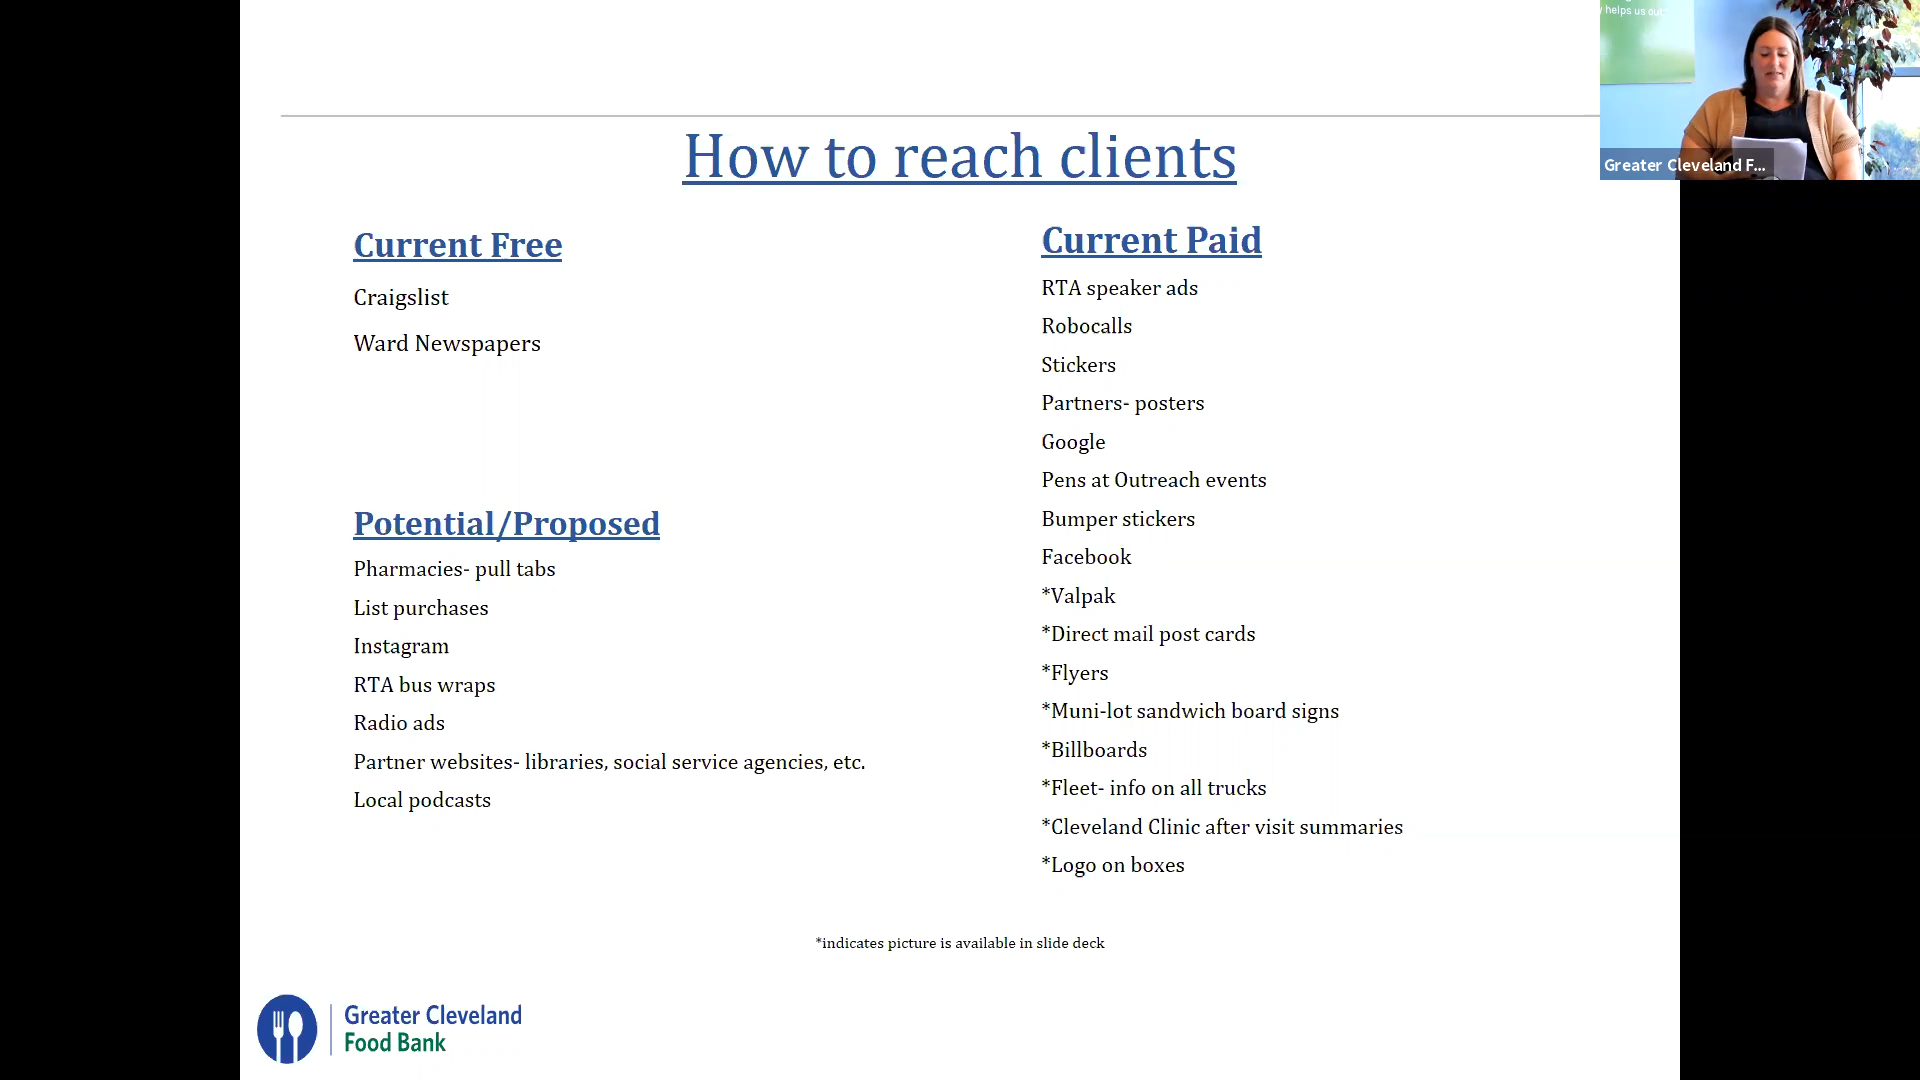 How to reach clients
Current Free
Craigslist
Ward Newspapers
Potential/Proposed
Pharmacies- pull tabs
List purchases
Instagram
RTA bus wraps
Radio ads
Partner websites- libraries, social service agencies, etc.
Local podcasts
Current Paid
RTA speaker ads
Robocalls
Stickers
Partners- posters
Google
Pens at Outreach events
Bumper stickers
Facebook
*Valpak
*Direct mail post cards
*Flyers
*Muni-lot sandwich board signs
*Billboards
*Fleet- info on all trucks
*Cleveland Clinic after visit summaries
*Logo on boxes
*indicates picture is available in slide deck
Greater Cleveland
Food Bank
helps us out
Greater Cleveland F...